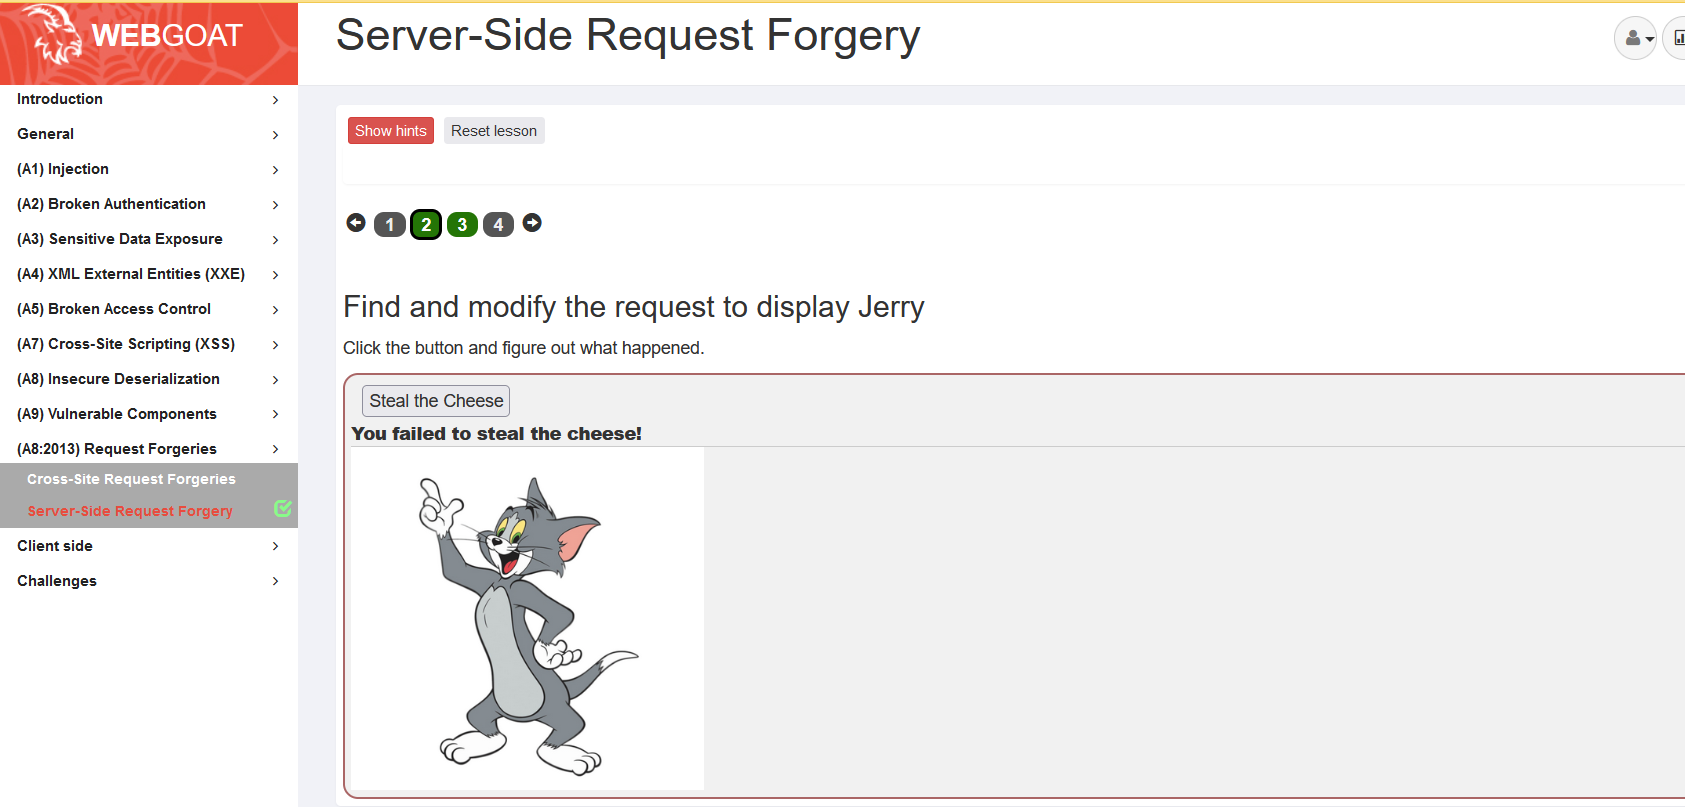 WEBGOAT
Server-Side Request Forgery
Introduction
General
(A1) Injection
(A2) Broken Authentication
(A3) Sensitive Data Exposure
(A4) XML External Entities (XXE)
(A5) Broken Access Control
(A7) Cross-Site Scripting (XSS)
(A8) Insecure Deserialization
(A9) Vulnerable Components
(A8:2013) Request Forgeries
Cross-Site Request Forgeries
Server-Side Request Forgery
Client side
Challenges
Show hints Reset lesson
1 2 3 4
Find and modify the request to display Jerry
Click the button and figure out what happened.
Steal the Cheese
You failed to steal the cheese!